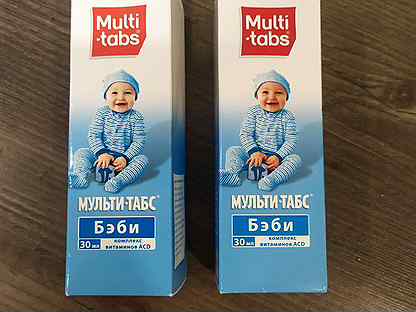 Multi
·tabs®
МУЛЬТИ-ТАБС®
Бэби
30 мл
комплекс
витаминов ACD
Multi
·tabs®
МУЛЬТИ-ТАБС®
Бэби
30 мл
комплекс
витаминов ACD